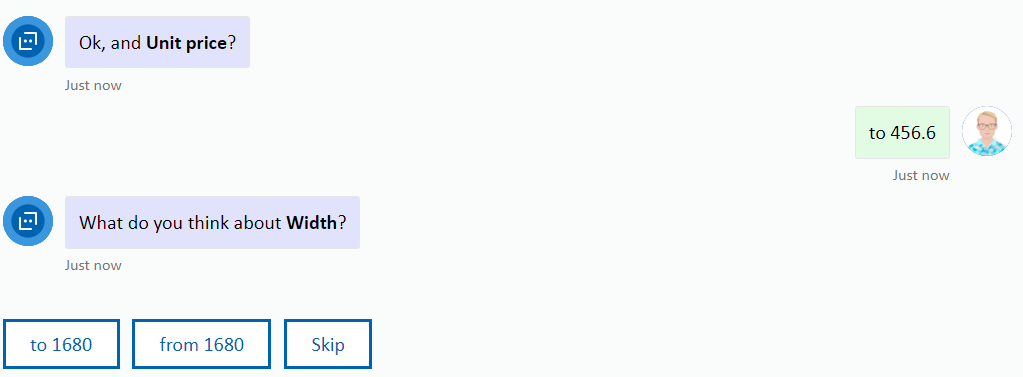 Ok, and Unit price?
Just now
to 456.6
Just now
What do you think about Width?
Just now
to 1680
from 1680
Skip